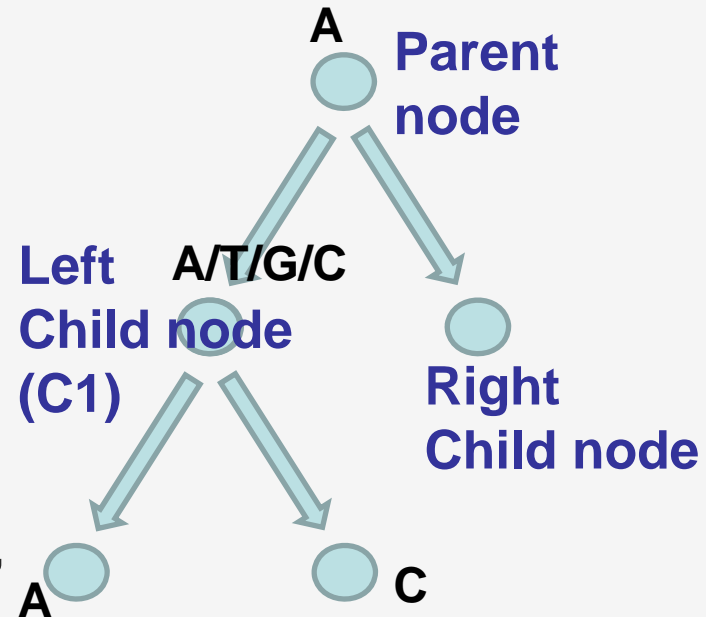 A
Parent
node
A/T/G/C
Left
Child node
(C1)
Right
Child node
A
C